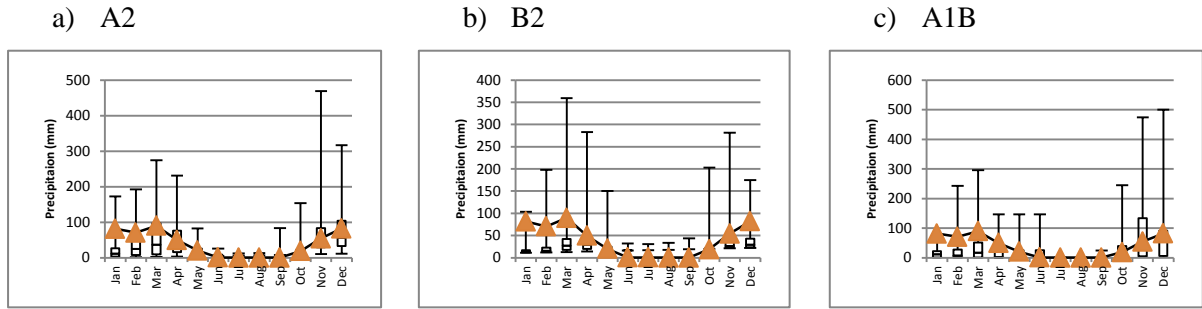 a) A2
500
400
300
200
100
0
Precipitaion (mm)
Jan
Feb
Mar
Apr
May
Jun
Jul
Aug
Sep
Oct
Nov
Dec
b) B2
400
350
300
250
200
150
100
50
0
Precipitaion (mm)
Jan
Feb
Mar
Apr
May
Jun
Jul
Aug
Sep
Oct
Nov
Dec
c) A1B
600
500
400
300
200
100
0
Precipitaion (mm)
Jan
Feb
Mar
Apr
May
Jun
Jul
Aug
Sep
Oct
Nov
Dec